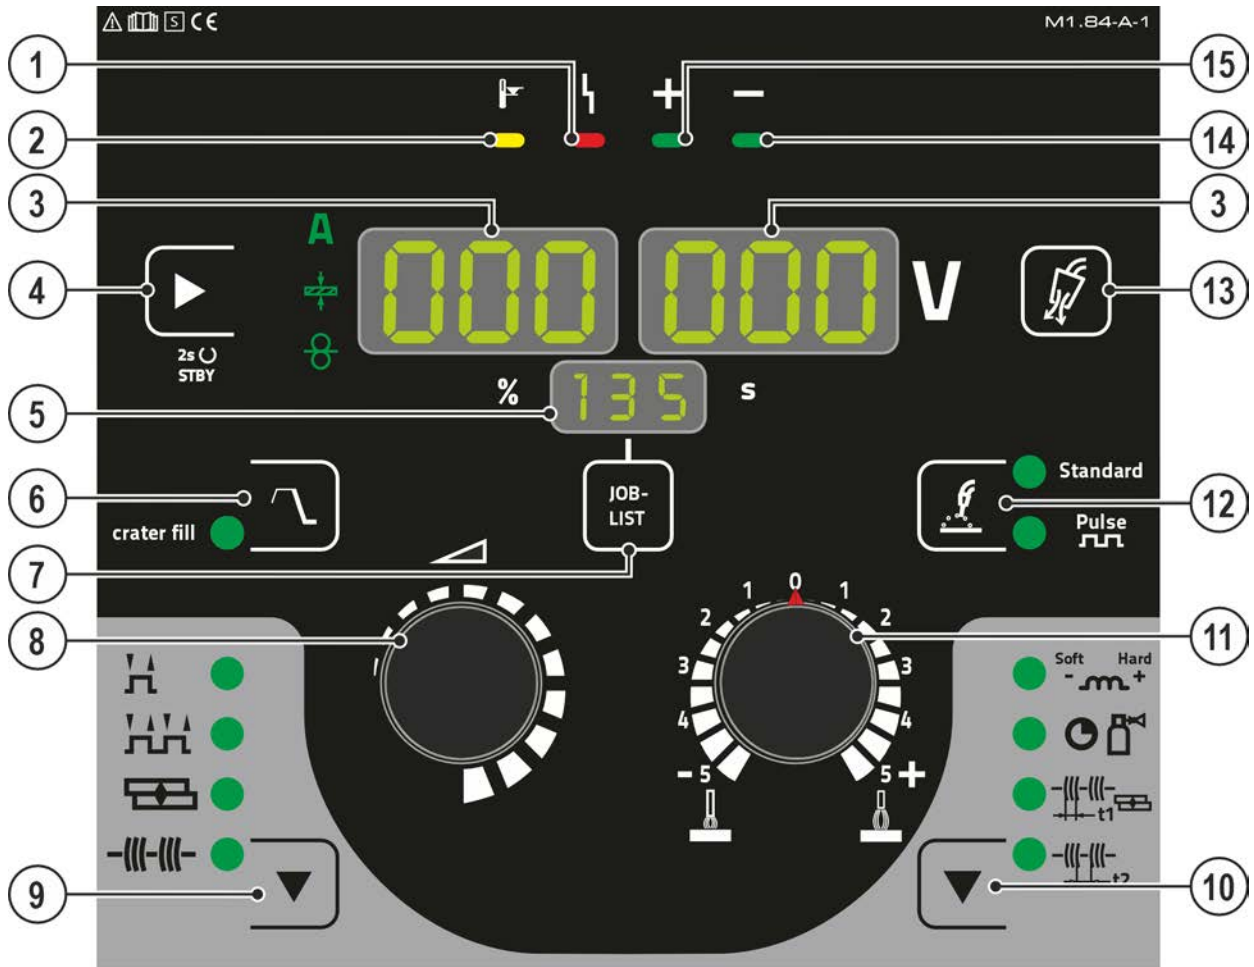 S CE M1.84-A-1
1 15
2 14
3 3
A 000 000 V
4 13
2s
STBY
% 135 s
5
6 JOB-
LIST
Standard
12
crater fill
Pulse
7
8 11
0
1 1
2 2
3 3
4 4
- 5 5 +
Soft Hard
- +
t1
t2
9 10